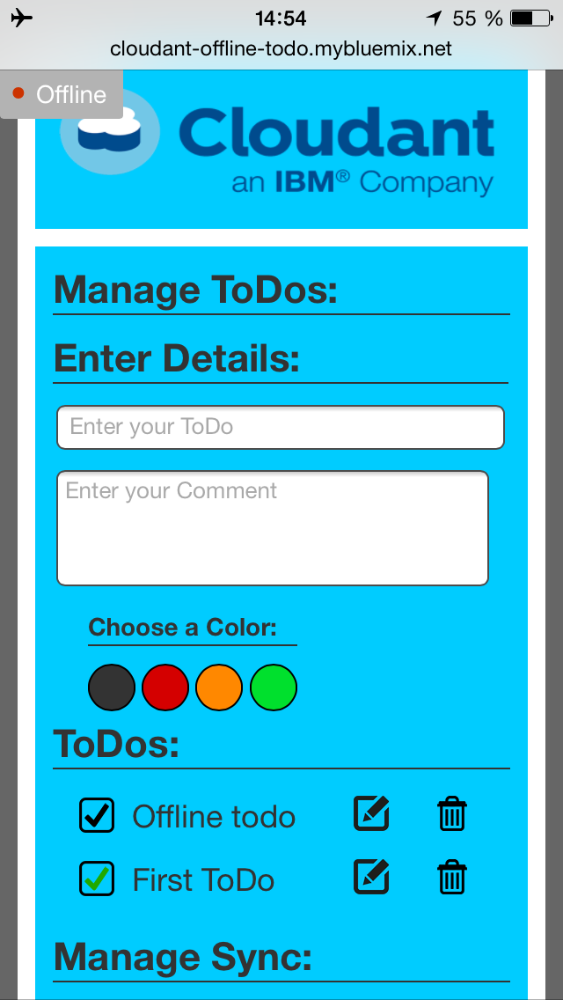 14:54
55 %
cloudant-offline-todo.mybluemix.net
Offline
Cloudant
an IBM® Company
Manage ToDos:
Enter Details:
Enter your ToDo
Enter your Comment
Choose a Color:
ToDos:
Offline todo
First ToDo
Manage Sync: